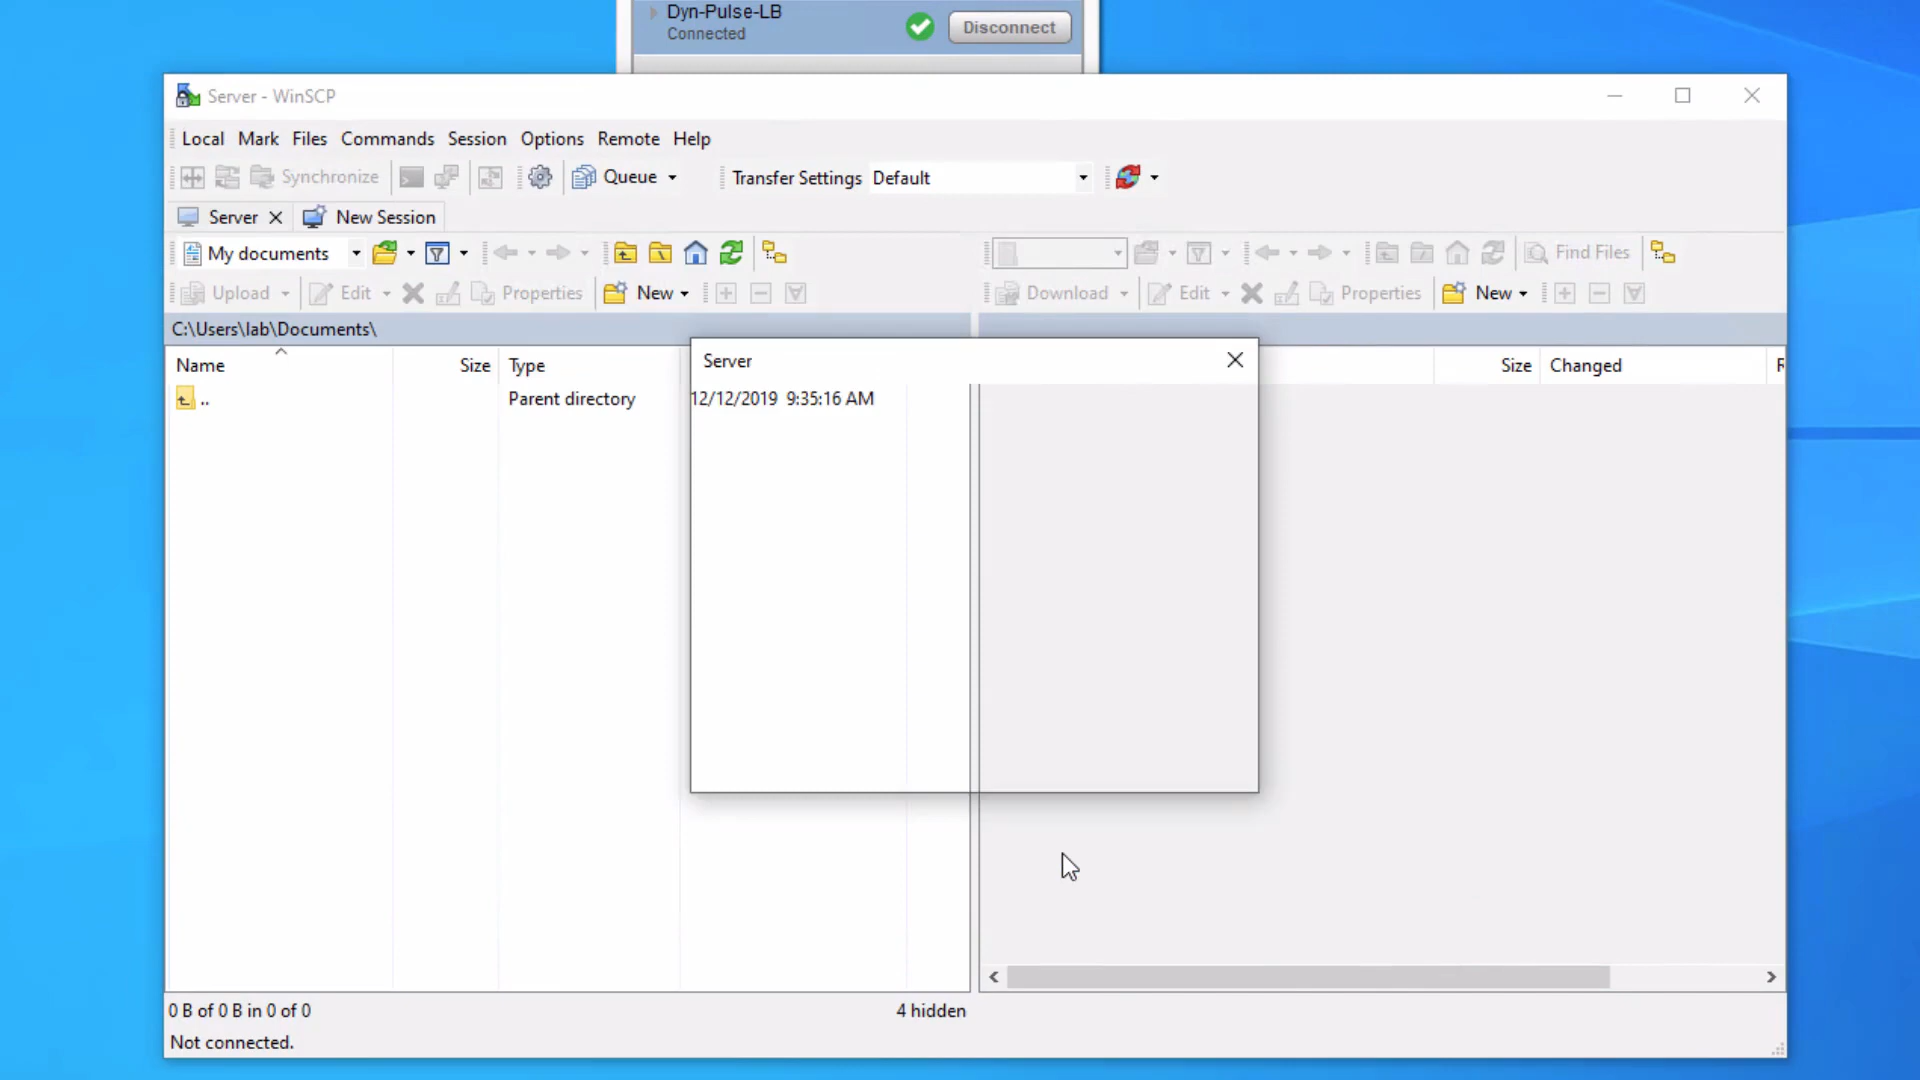 Dyn-Pulse-LB
Connected
Disconnect
Server - WinSCP
Local Mark Files Commands Session Options Remote Help
Synchronize Queue Transfer Settings Default
Server New Session
My documents Find Files
Upload Edit Properties New Download Edit Properties New
C:\Users\lab\Documents\
Name Size Type Size Changed R
Server
.. Parent directory 12/12/2019 9:35:16 AM
0 B of 0 B in 0 of 0 4 hidden
Not connected.